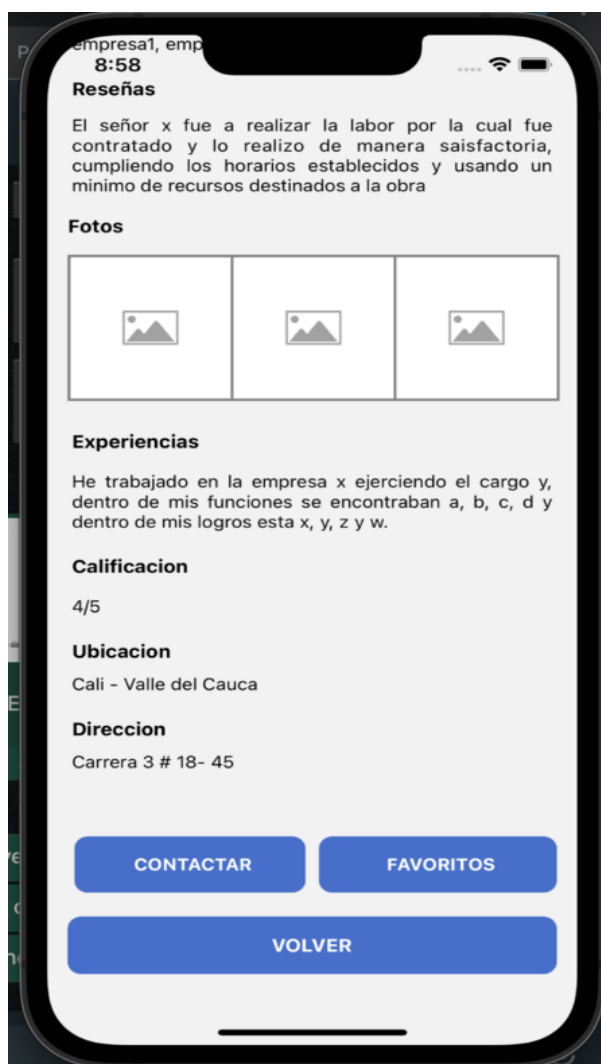 empresa1, emp
8:58
Reseñas
El señor x fue a realizar la labor por la cual fue
contratado y lo realizo de manera saisfactoria,
cumpliendo los horarios establecidos y usando un
minimo de recursos destinados a la obra
Fotos
Experiencias
He trabajado en la empresa x ejerciendo el cargo y,
dentro de mis funciones se encontraban a, b, c, d y
dentro de mis logros esta x, y, z y w.
Calificacion
4/5
Ubicacion
Cali - Valle del Cauca
Direccion
Carrera 3 # 18- 45
CONTACTAR FAVORITOS
VOLVER